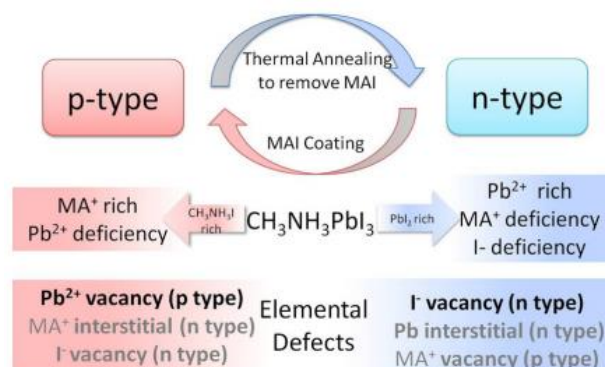 Thermal Annealing
to remove MAI
p-type
n-type
MAI Coating
MA⁺ rich
Pb²⁺ deficiency
CH₃NH₃I
rich
CH₃NH₃PbI₃
PbI₂ rich
Pb²⁺ rich
MA⁺ deficiency
I- deficiency
Pb²⁺ vacancy (p type)
MA⁺ interstitial (n type)
I⁻ vacancy (n type)
Elemental
Defects
I⁻ vacancy (n type)
Pb interstitial (n type)
MA⁺ vacancy (p type)